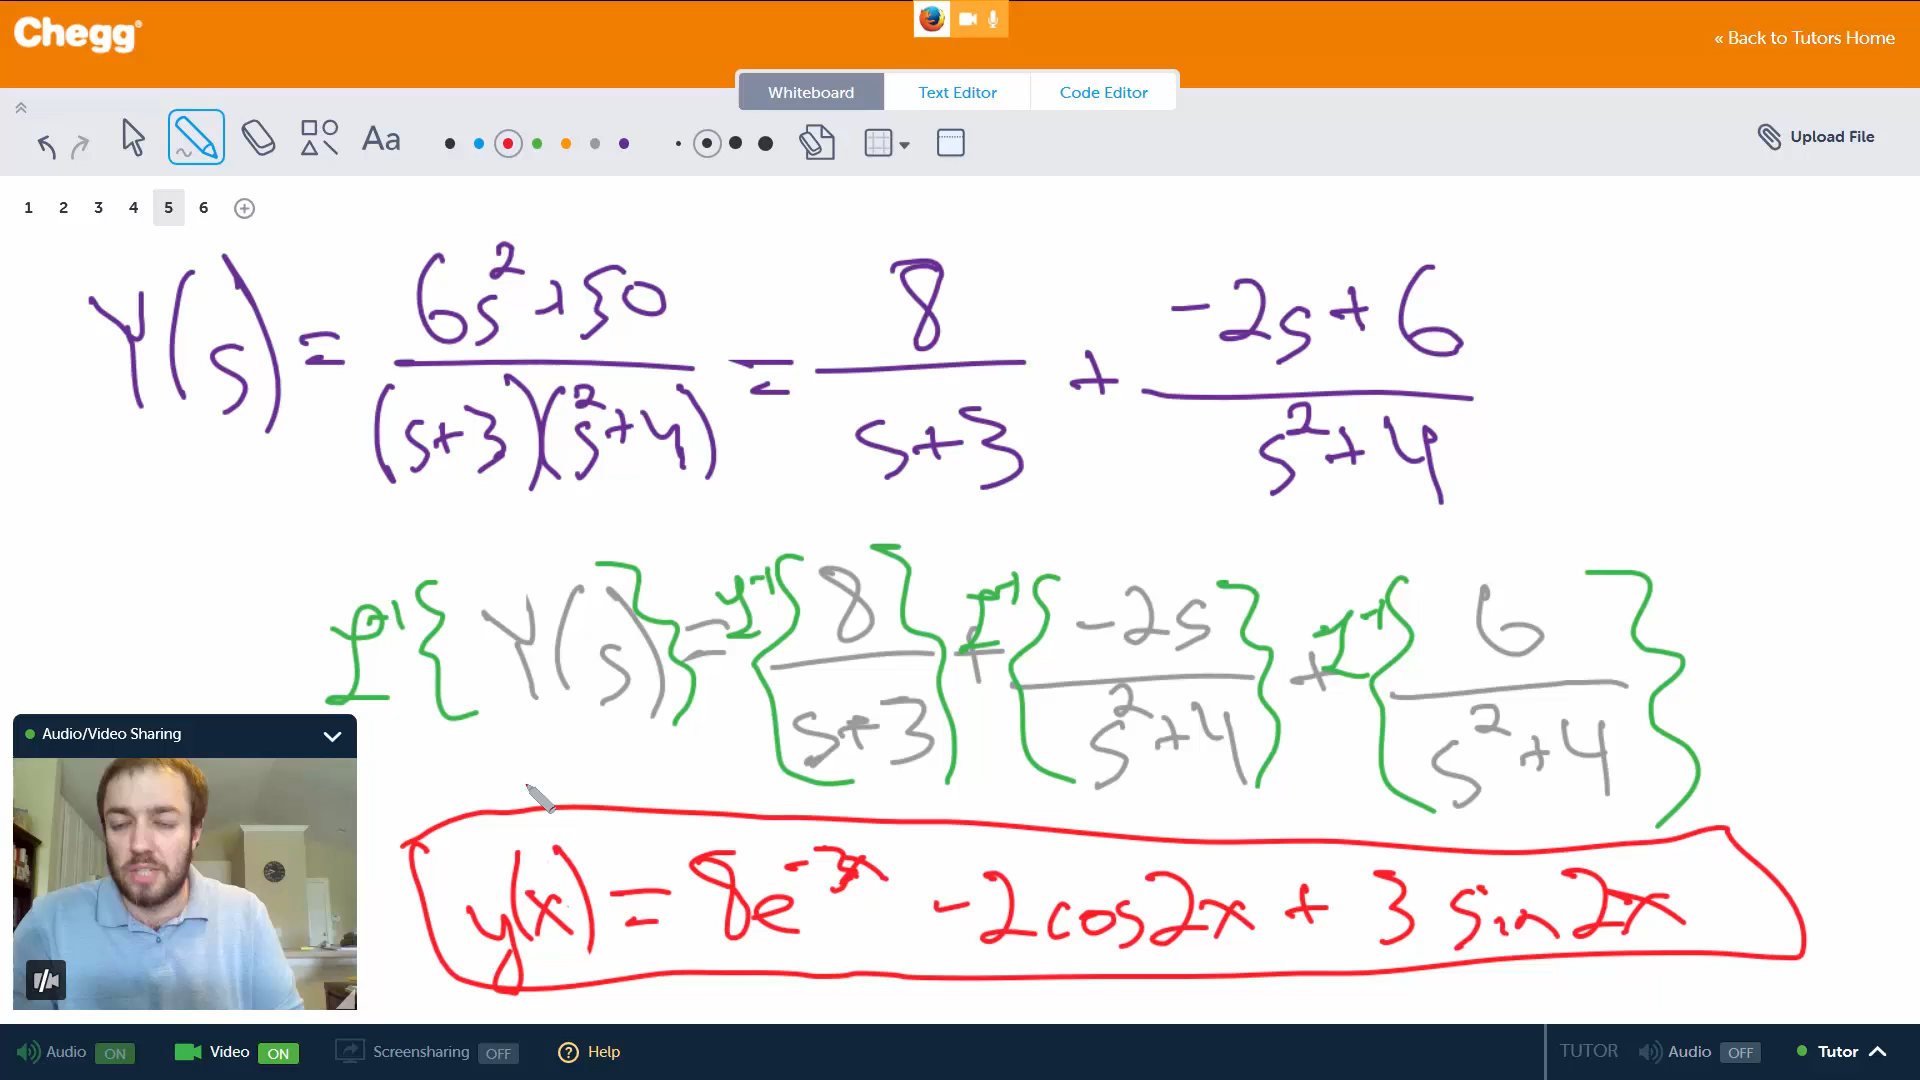 Chegg
« Back to Tutors Home
Whiteboard Text Editor Code Editor
Aa
Upload File
1 2 3 4 5 6
Y(s) = (6s²+50)/((s+3)(s²+4)) = 8/(s+3) + (-2s+6)/(s²+4)
ℒ⁻¹{Y(s)} = ℒ⁻¹{8/(s+3)} + ℒ⁻¹{-2s/(s²+4)} + ℒ⁻¹{6/(s²+4)}
Audio/Video Sharing
y(x) = 8e⁻³ˣ - 2cos2x + 3 sin2x
Audio ON Video ON Screensharing OFF ? Help TUTOR Audio OFF Tutor